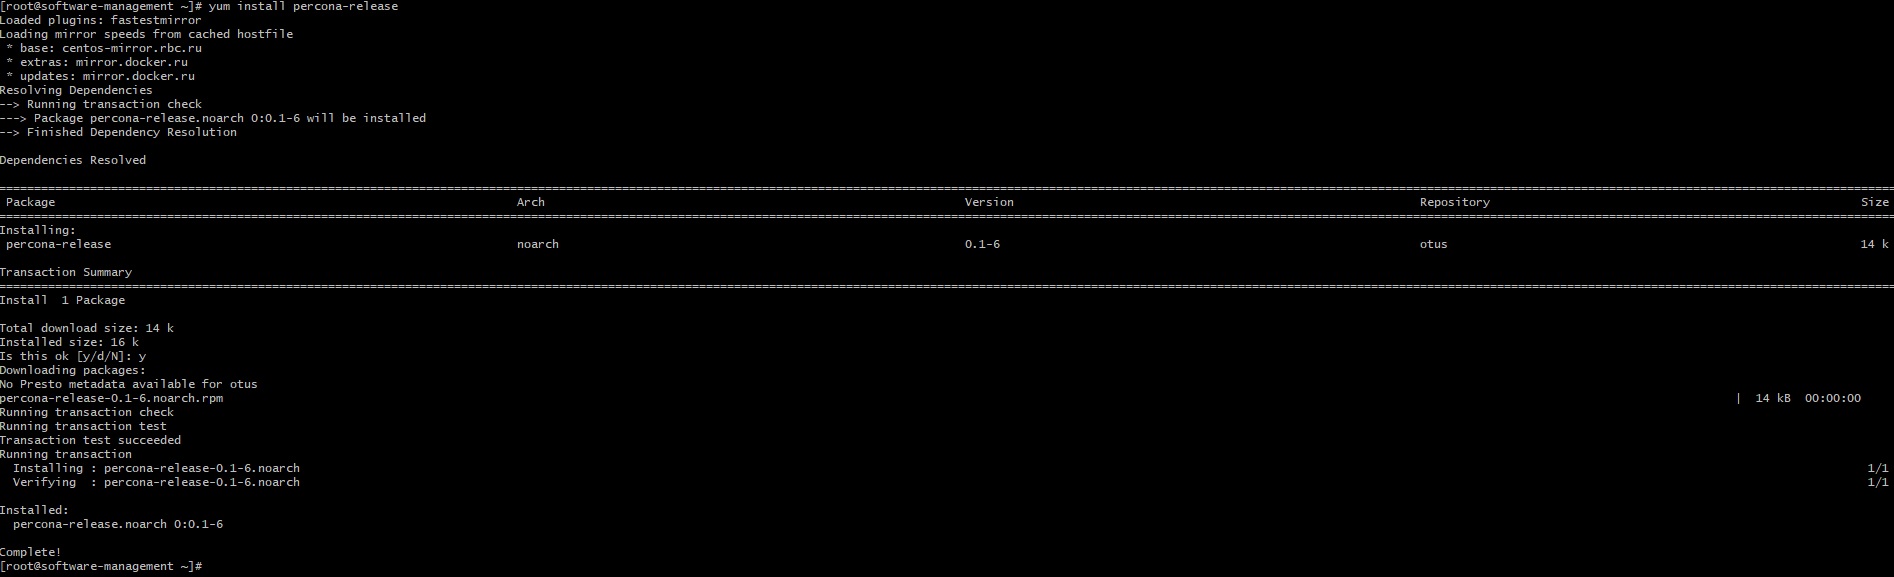 [root@software-management ~]# yum install percona-release
Loaded plugins: fastestmirror
Loading mirror speeds from cached hostfile
 * base: centos-mirror.rbc.ru
 * extras: mirror.docker.ru
 * updates: mirror.docker.ru
Resolving Dependencies
--> Running transaction check
---> Package percona-release.noarch 0:0.1-6 will be installed
--> Finished Dependency Resolution
Dependencies Resolved
Package Arch Version Repository Size
Installing:
percona-release noarch 0.1-6 otus 14 k
Transaction Summary
Install  1 Package
Total download size: 14 k
Installed size: 16 k
Is this ok [y/d/N]: y
Downloading packages:
No Presto metadata available for otus
percona-release-0.1-6.noarch.rpm | 14 kB 00:00:00
Running transaction check
Running transaction test
Transaction test succeeded
Running transaction
  Installing : percona-release-0.1-6.noarch 1/1
  Verifying  : percona-release-0.1-6.noarch 1/1
Installed:
  percona-release.noarch 0:0.1-6
Complete!
[root@software-management ~]#